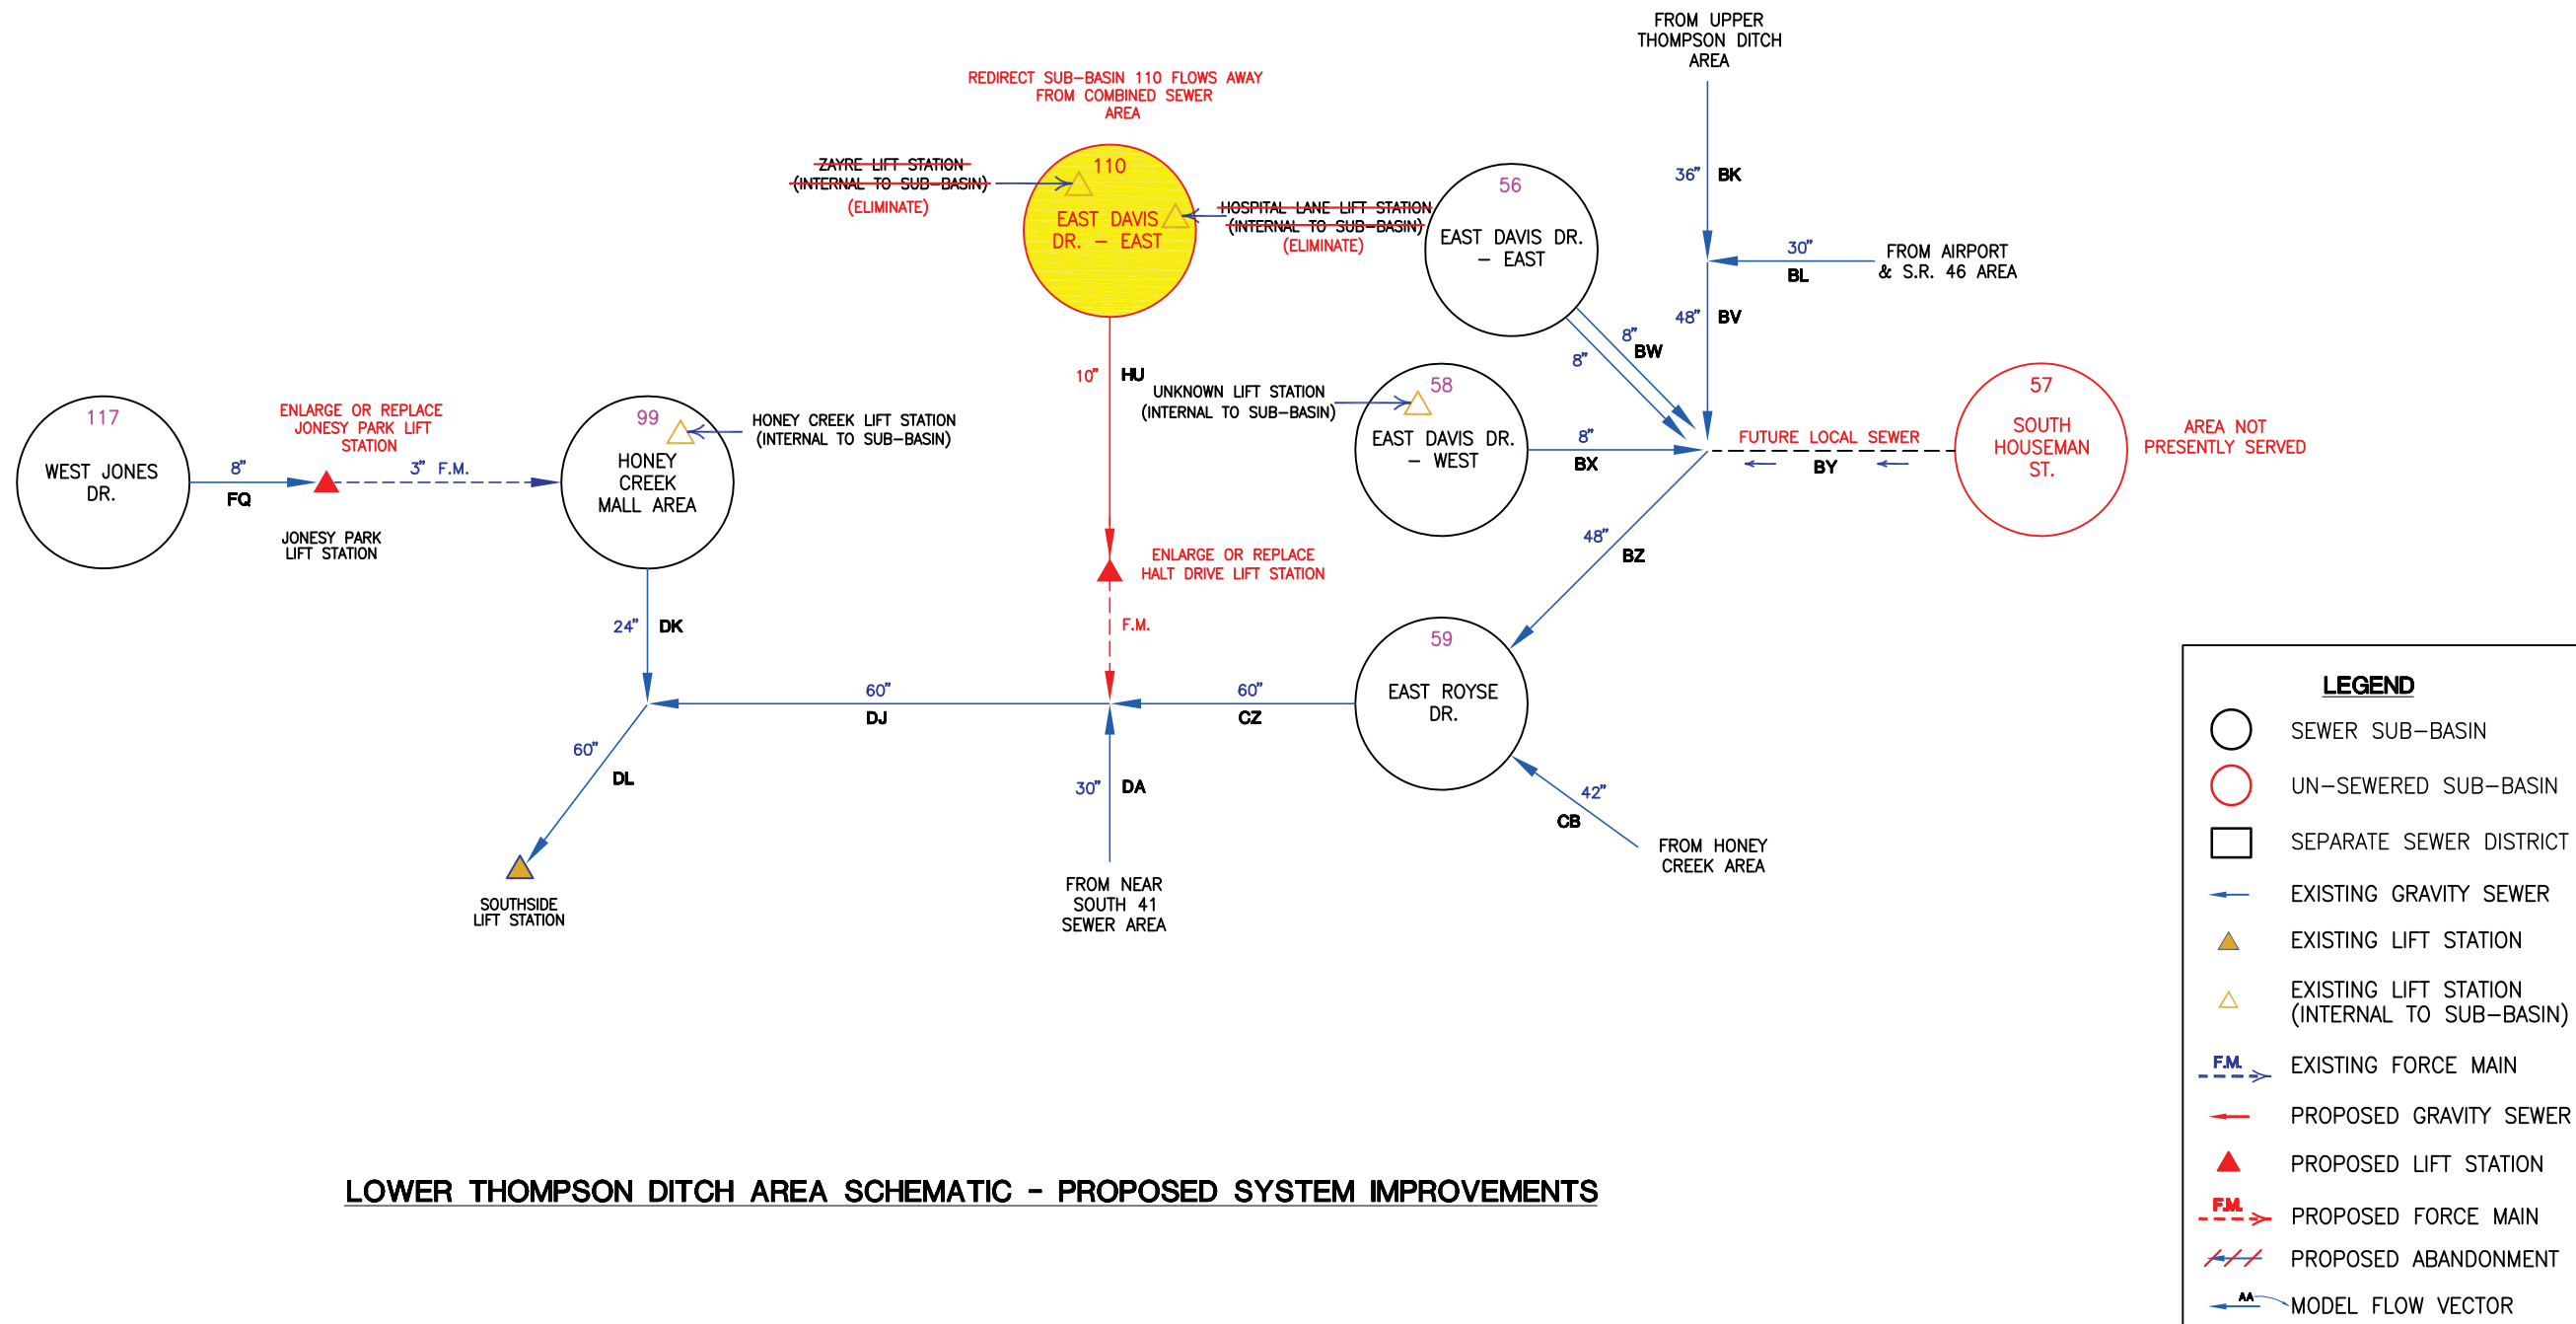 FROM UPPER
THOMPSON DITCH
AREA
REDIRECT SUB-BASIN 110 FLOWS AWAY
FROM COMBINED SEWER
AREA
ZAYRE LIFT STATION
(INTERNAL TO SUB-BASIN)
(ELIMINATE)
110
EAST DAVIS
DR. - EAST
HOSPITAL LANE LIFT STATION
(INTERNAL TO SUB-BASIN)
(ELIMINATE)
56
EAST DAVIS DR.
- EAST
36" BK
30"
BL
FROM AIRPORT
& S.R. 46 AREA
48" BV
8"
BW
8"
10" HU
UNKNOWN LIFT STATION
(INTERNAL TO SUB-BASIN)
58
EAST DAVIS DR.
- WEST
8"
BX
FUTURE LOCAL SEWER
BY
57
SOUTH
HOUSEMAN
ST.
AREA NOT
PRESENTLY SERVED
117
WEST JONES
DR.
8"
FQ
ENLARGE OR REPLACE
JONESY PARK LIFT
STATION
3" F.M.
JONESY PARK
LIFT STATION
99
HONEY
CREEK
MALL AREA
HONEY CREEK LIFT STATION
(INTERNAL TO SUB-BASIN)
48"
BZ
ENLARGE OR REPLACE
HALT DRIVE LIFT STATION
F.M.
24" DK
59
EAST ROYSE
DR.
60"
DJ
60"
CZ
60"
DL
30" DA
42"
CB
FROM HONEY
CREEK AREA
SOUTHSIDE
LIFT STATION
FROM NEAR
SOUTH 41
SEWER AREA
LEGEND
SEWER SUB-BASIN
UN-SEWERED SUB-BASIN
SEPARATE SEWER DISTRICT
EXISTING GRAVITY SEWER
EXISTING LIFT STATION
EXISTING LIFT STATION
(INTERNAL TO SUB-BASIN)
F.M. EXISTING FORCE MAIN
PROPOSED GRAVITY SEWER
PROPOSED LIFT STATION
F.M. PROPOSED FORCE MAIN
PROPOSED ABANDONMENT
AA MODEL FLOW VECTOR
LOWER THOMPSON DITCH AREA SCHEMATIC - PROPOSED SYSTEM IMPROVEMENTS